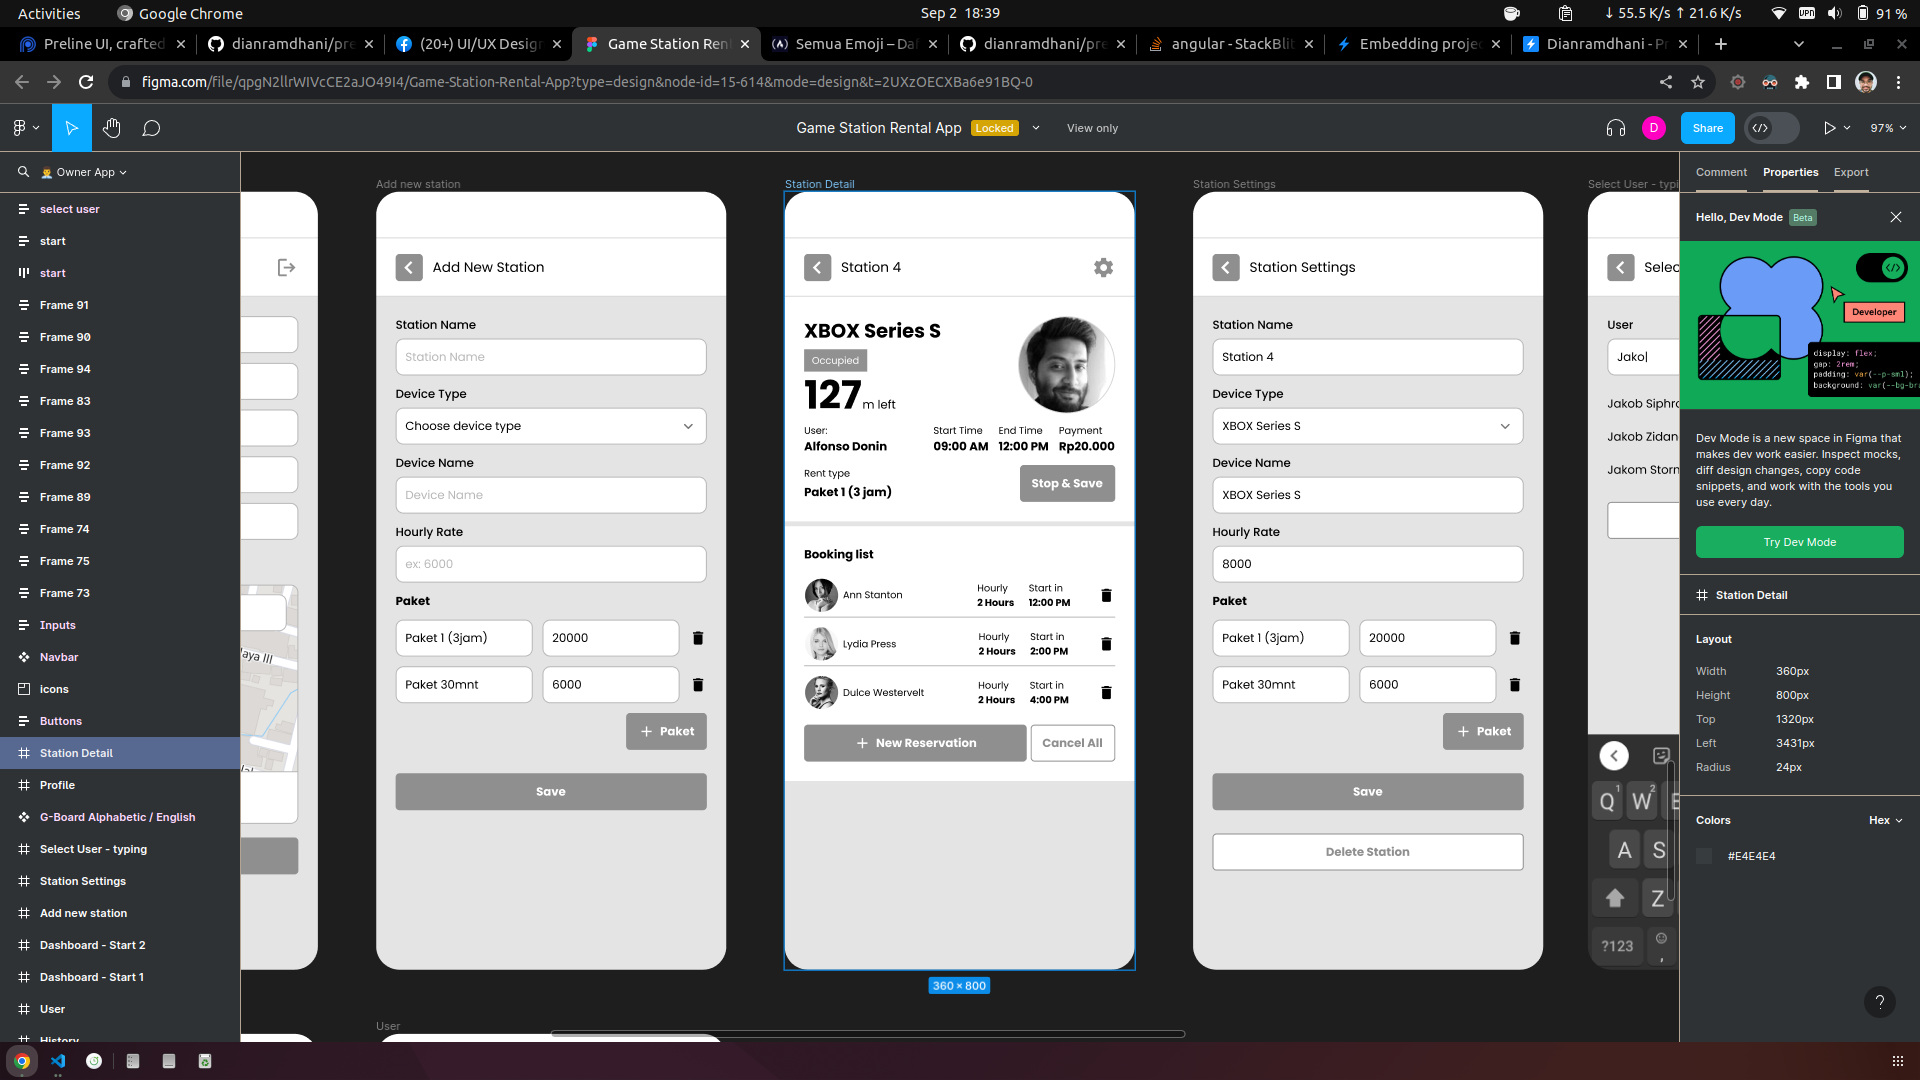 Activities
Google Chrome
Sep 2 18:39
↓ 55.5 K/s ↑ 21.6 K/s
VPN
91 %
Preline UI, crafted
dianramdhani/pre
(20+) UI/UX Design
Game Station Ren
Semua Emoji – Daf
dianramdhani/pre
angular - StackBlit
Embedding projec
Dianramdhani - Pr
figma.com/file/qpgN2llrWIVcCE2aJO49I4/Game-Station-Rental-App?type=design&node-id=15-614&mode=design&t=2UXzOECXBa6e91BQ-0
Game Station Rental App
Locked
View only
D
Share
97%
Owner App
select user
start
start
Frame 91
Frame 90
Frame 94
Frame 83
Frame 93
Frame 92
Frame 89
Frame 74
Frame 75
Frame 73
Inputs
Navbar
icons
Buttons
Station Detail
Profile
G-Board Alphabetic / English
Select User - typing
Station Settings
Add new station
Dashboard - Start 2
Dashboard - Start 1
User
History
aya III
Add new station
Add New Station
Station Name
Station Name
Device Type
Choose device type
Device Name
Device Name
Hourly Rate
ex: 6000
Paket
Paket 1 (3jam) 20000
Paket 30mnt 6000
+ Paket
Save
User
Station Detail
Station 4
XBOX Series S
Occupied
127 m left
User: Start Time End Time Payment
Alfonso Donin 09:00 AM 12:00 PM Rp20.000
Rent type
Paket 1 (3 jam)
Stop & Save
Booking list
Ann Stanton
Hourly Start in
2 Hours 12:00 PM
Lydia Press
Hourly Start in
2 Hours 2:00 PM
Dulce Westervelt
Hourly Start in
2 Hours 4:00 PM
+ New Reservation
Cancel All
360 × 800
Station Settings
Station Settings
Station Name
Station 4
Device Type
XBOX Series S
Device Name
XBOX Series S
Hourly Rate
8000
Paket
Paket 1 (3jam) 20000
Paket 30mnt 6000
+ Paket
Save
Delete Station
Select User - typi
Selec
User
Jako|
Jakob Siphro
Jakob Zidan
Jakom Storn
Q 1 W 2 E
A S
Z
?123 ,
Comment
Properties
Export
Hello, Dev Mode
Beta
Developer
display: flex;
gap: 2rem;
padding: var(--p-sml);
background: var(--bg-bra
Dev Mode is a new space in Figma that
makes dev work easier. Inspect mocks,
diff design changes, copy code
snippets, and work with the tools you
use every day.
Try Dev Mode
Station Detail
Layout
Width 360px
Height 800px
Top 1320px
Left 3431px
Radius 24px
Colors
Hex
#E4E4E4
?